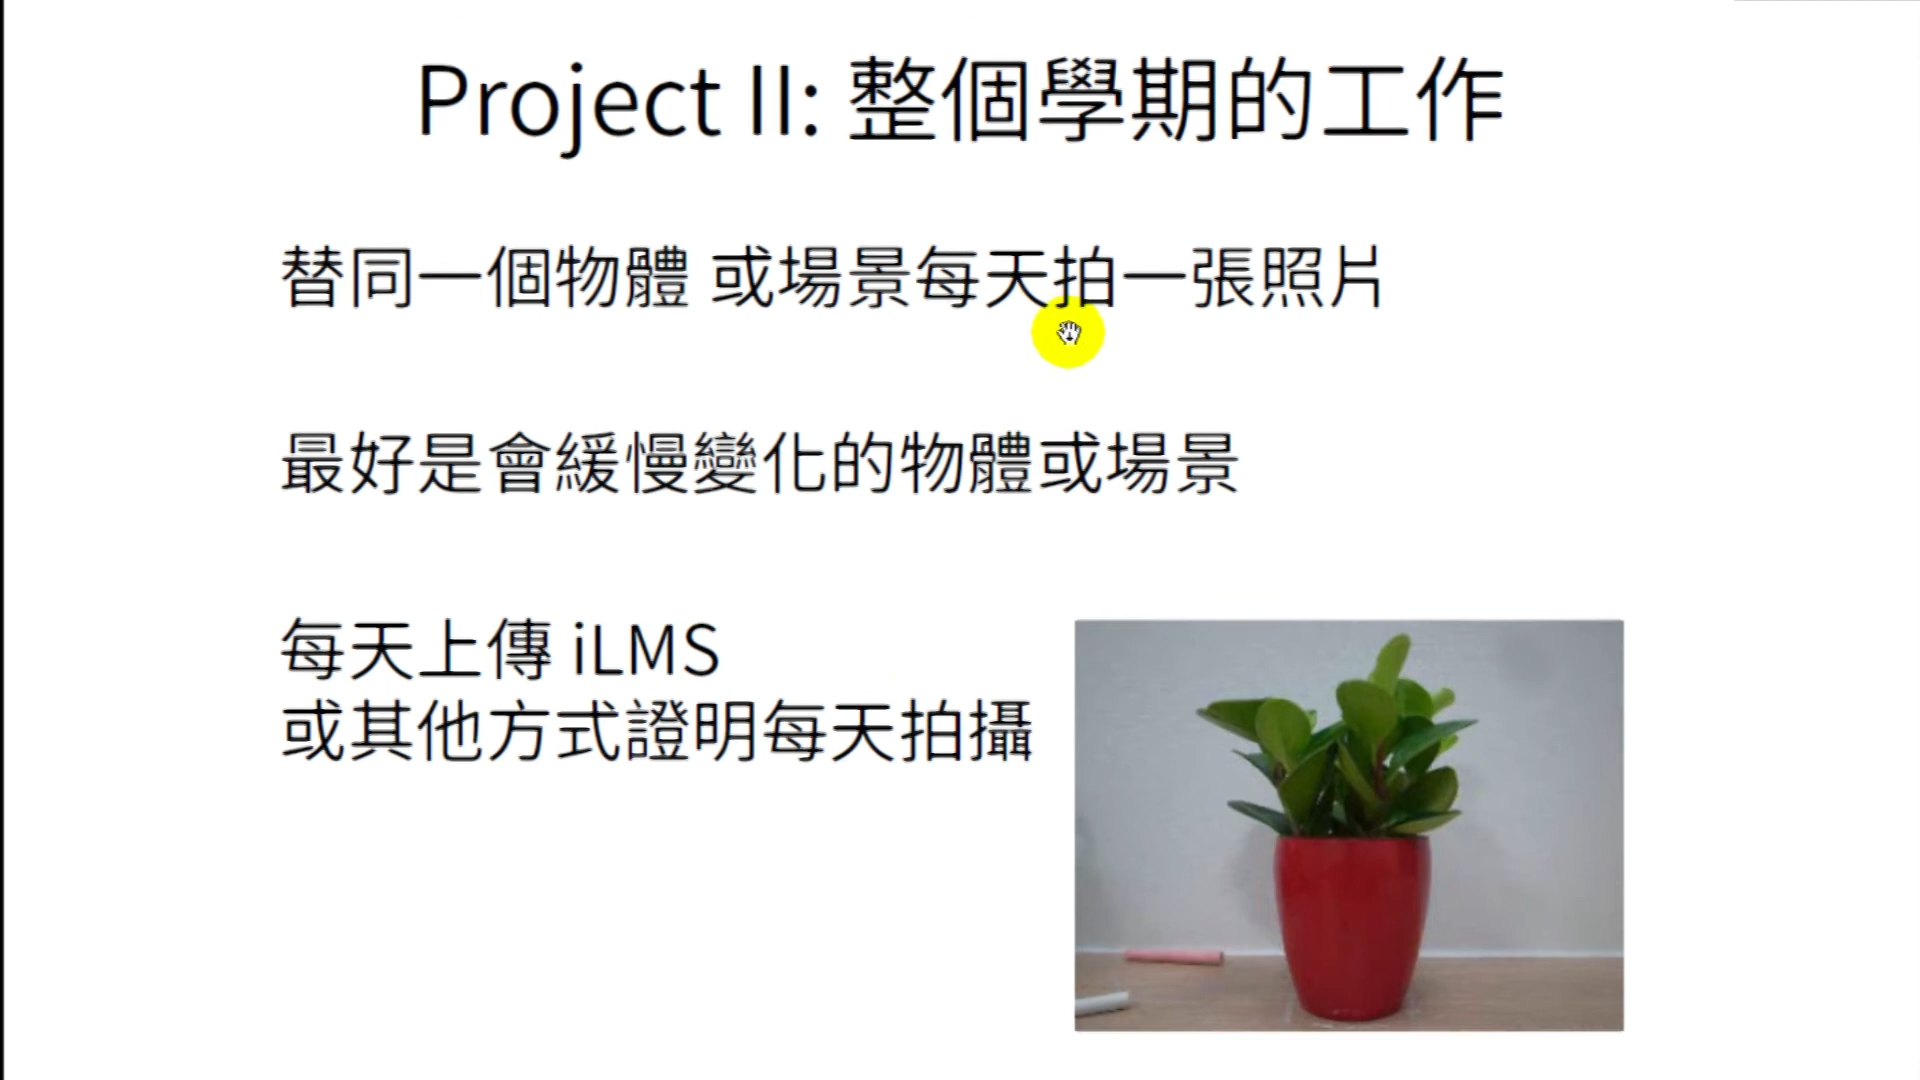 Project II: 整個學期的工作
替同一個物體 或場景每天拍一張照片
最好是會緩慢變化的物體或場景
每天上傳 iLMS
或其他方式證明每天拍攝